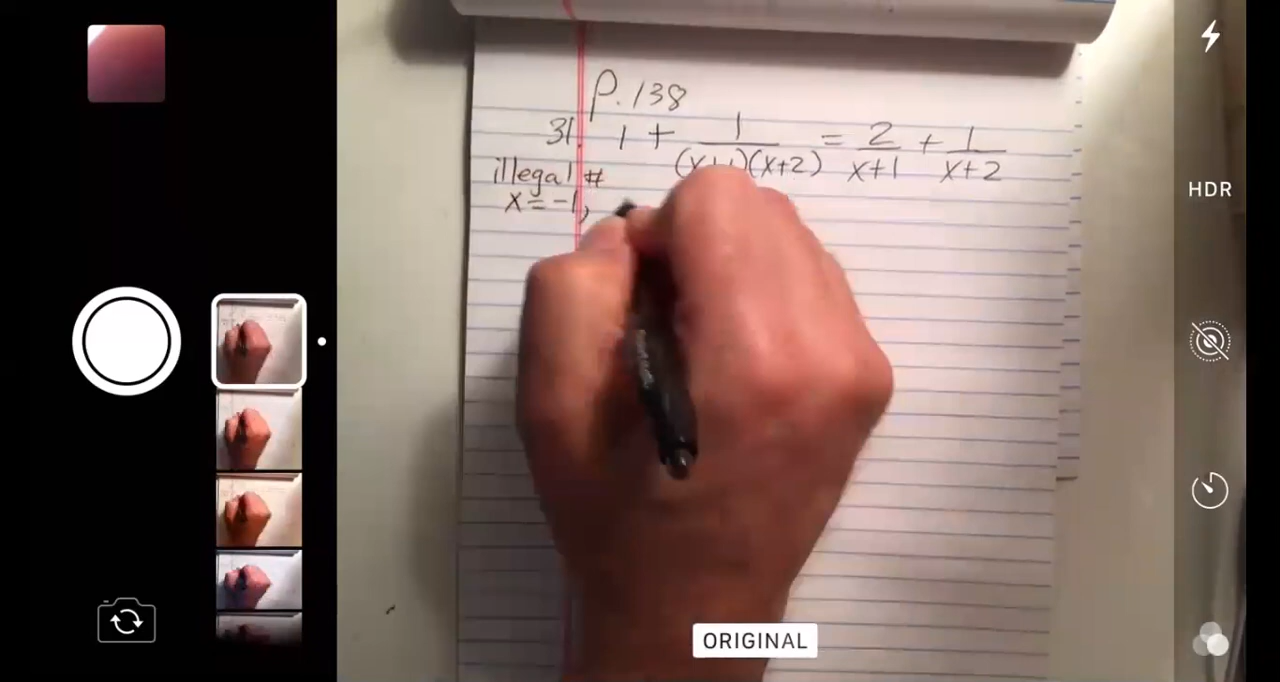 P. 138
31. 1 + 1/((x+1)(x+2)) = 2/(x+1) + 1/(x+2)
illegal #
x = -1,
HDR
ORIGINAL